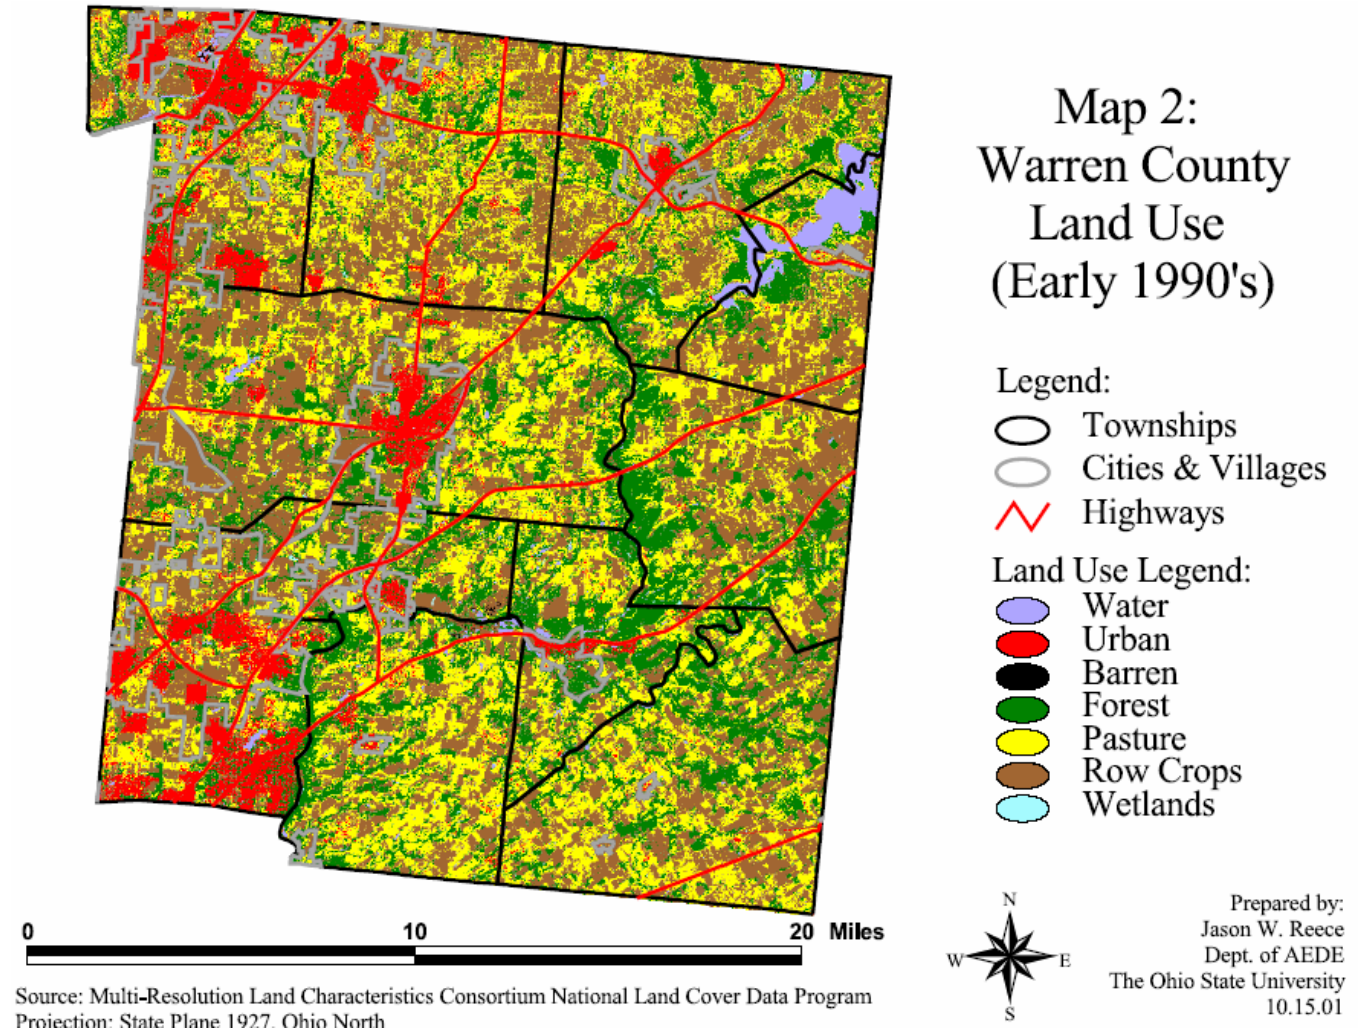 Map 2:
Warren County
Land Use
(Early 1990's)
Legend:
Townships
Cities & Villages
Highways
Land Use Legend:
Water
Urban
Barren
Forest
Pasture
Row Crops
Wetlands
0 10 20 Miles
N
W E
S
Prepared by:
Jason W. Reece
Dept. of AEDE
The Ohio State University
10.15.01
Source: Multi-Resolution Land Characteristics Consortium National Land Cover Data Program
Projection: State Plane 1927, Ohio North